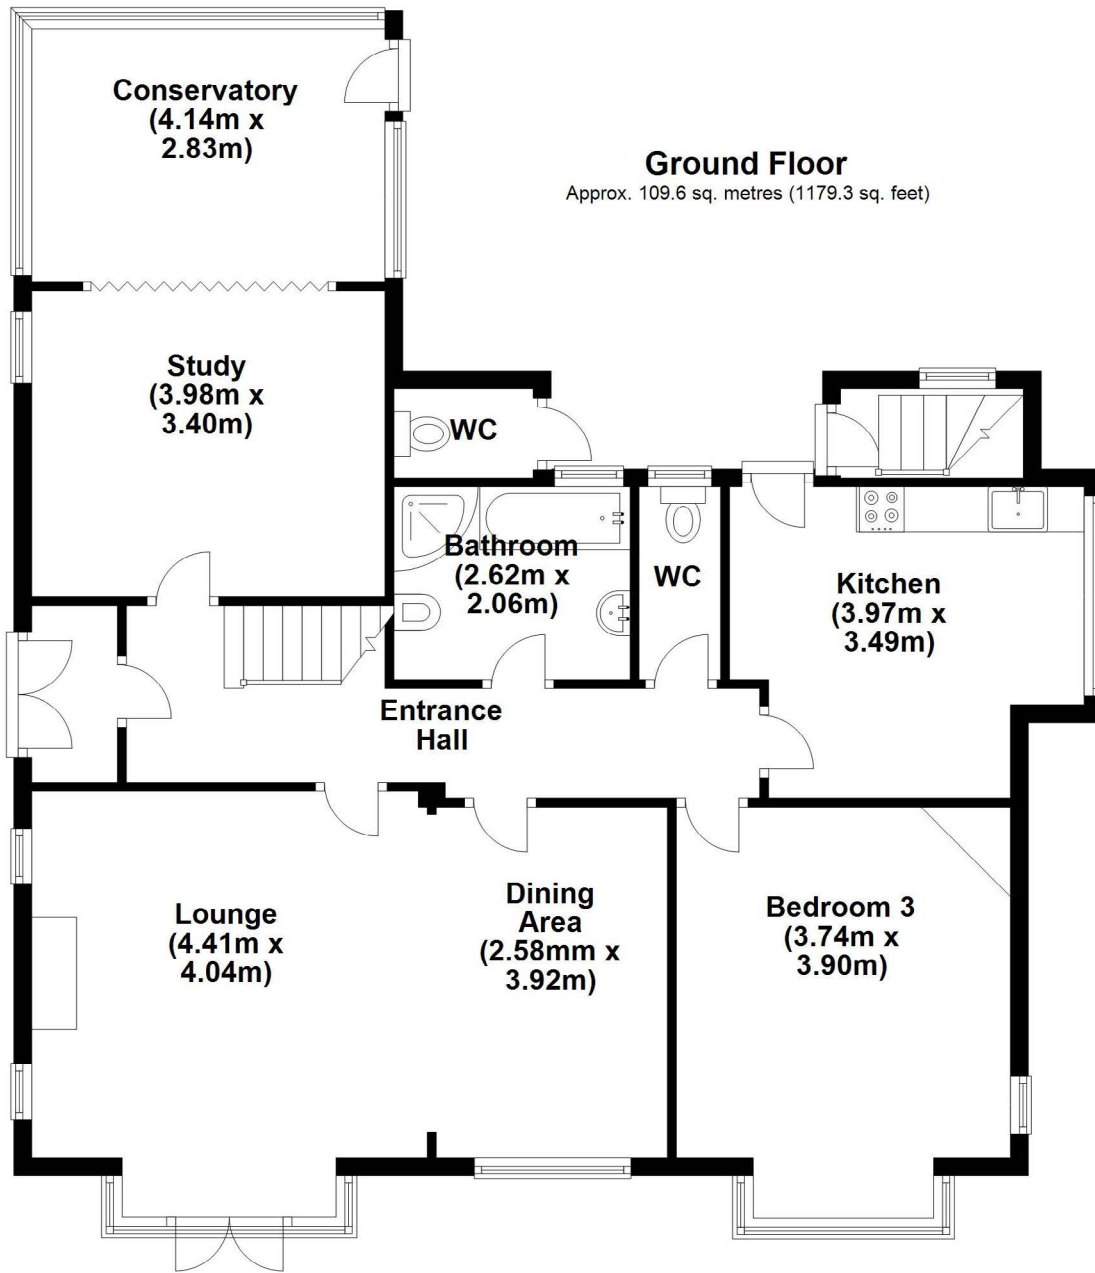 Conservatory
(4.14m x
2.83m)
Ground Floor
Approx. 109.6 sq. metres (1179.3 sq. feet)
Study
(3.98m x
3.40m)
WC
Bathroom
(2.62m x
2.06m)
WC
Kitchen
(3.97m x
3.49m)
Entrance
Hall
Lounge
(4.41m x
4.04m)
Dining
Area
(2.58mm x
3.92m)
Bedroom 3
(3.74m x
3.90m)